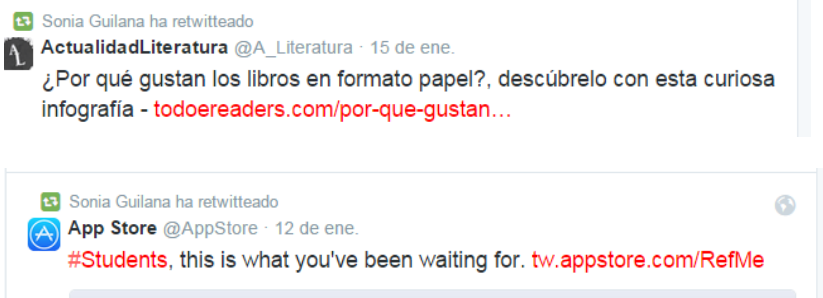 Sonia Guilana ha retwitteado
ActualidadLiteratura @A_Literatura · 15 de ene.
¿Por qué gustan los libros en formato papel?, descúbrelo con esta curiosa
infografía - todoereaders.com/por-que-gustan...
Sonia Guilana ha retwitteado
App Store @AppStore · 12 de ene.
#Students, this is what you've been waiting for. tw.appstore.com/RefMe